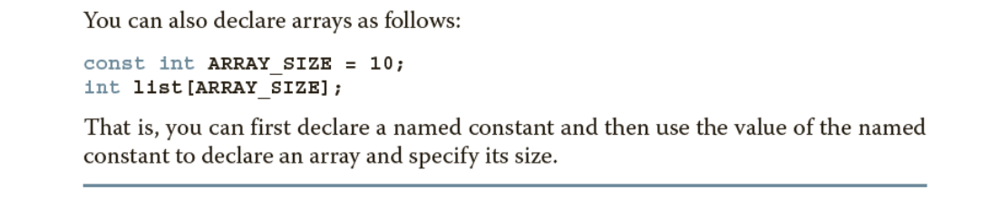 You can also declare arrays as follows:
const int ARRAY_SIZE = 10;
int list[ARRAY_SIZE];
That is, you can first declare a named constant and then use the value of the named
constant to declare an array and specify its size.